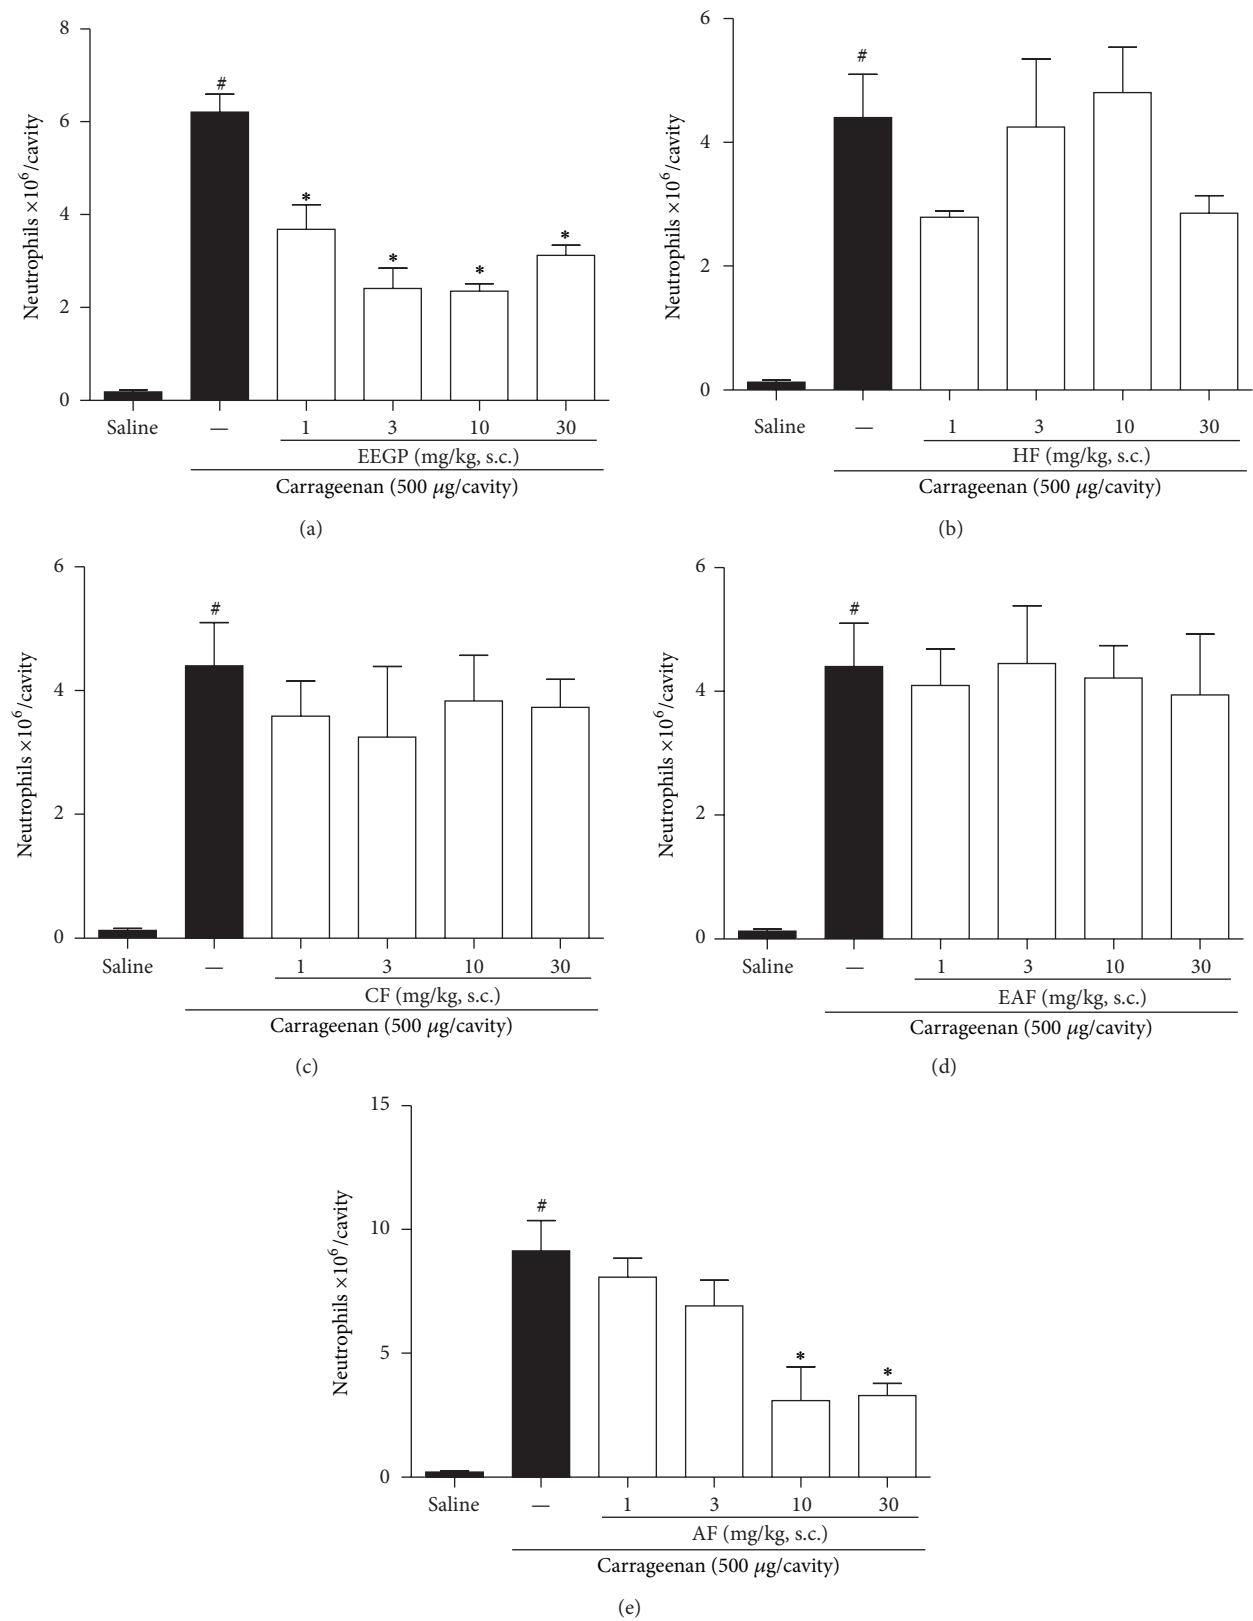 8
6
4
2
0
Neutrophils ×10⁶/cavity
#
*
*
*
*
Saline
—
1
3
10
30
EEGP (mg/kg, s.c.)
Carrageenan (500 μg/cavity)
(a)
6
4
2
0
Neutrophils ×10⁶/cavity
#
Saline
—
1
3
10
30
HF (mg/kg, s.c.)
Carrageenan (500 μg/cavity)
(b)
6
4
2
0
Neutrophils ×10⁶/cavity
#
Saline
—
1
3
10
30
CF (mg/kg, s.c.)
Carrageenan (500 μg/cavity)
(c)
6
4
2
0
Neutrophils ×10⁶/cavity
#
Saline
—
1
3
10
30
EAF (mg/kg, s.c.)
Carrageenan (500 μg/cavity)
(d)
15
10
5
0
Neutrophils ×10⁶/cavity
#
*
*
Saline
—
1
3
10
30
AF (mg/kg, s.c.)
Carrageenan (500 μg/cavity)
(e)